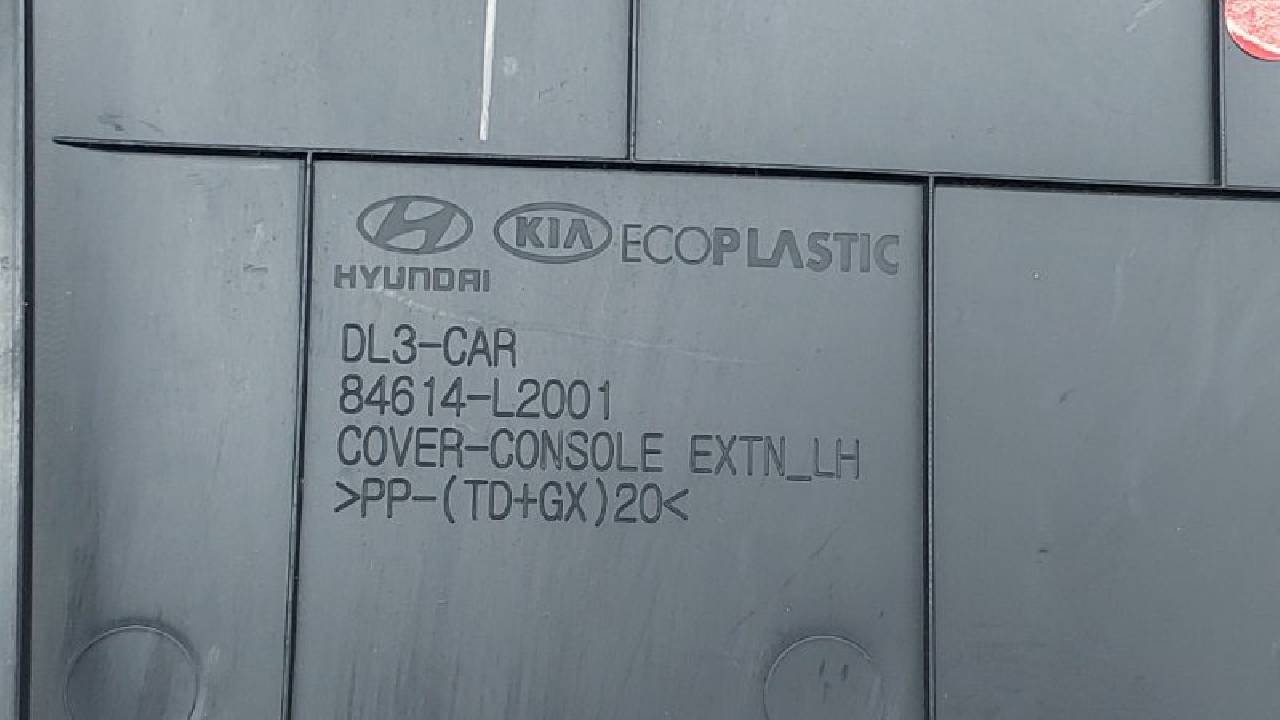 HYUNDAI KIA ECOPLASTIC
DL3-CAR
84614-L2001
COVER-CONSOLE EXTN_LH
>PP-(TD+GX)20<